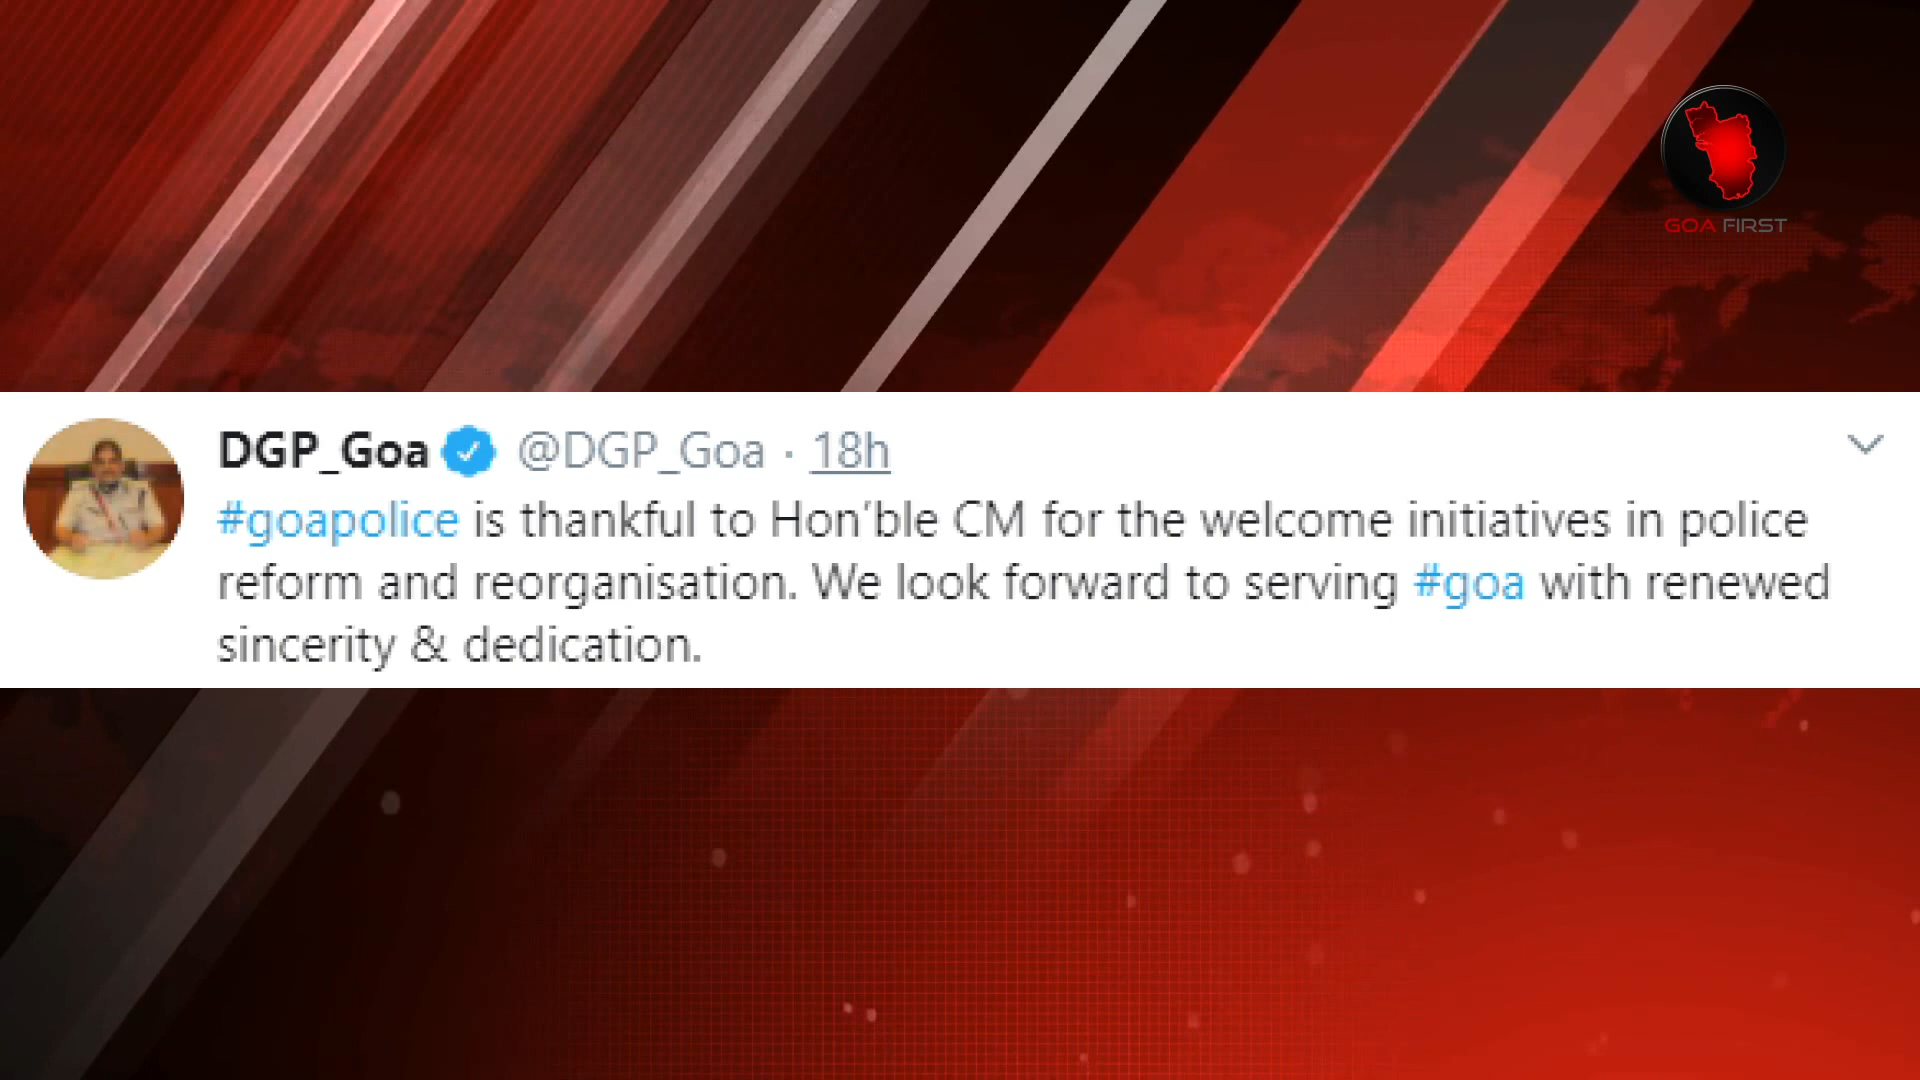 GOA FIRST
DGP_Goa @DGP_Goa · 18h
#goapolice is thankful to Hon'ble CM for the welcome initiatives in police
reform and reorganisation. We look forward to serving #goa with renewed
sincerity & dedication.